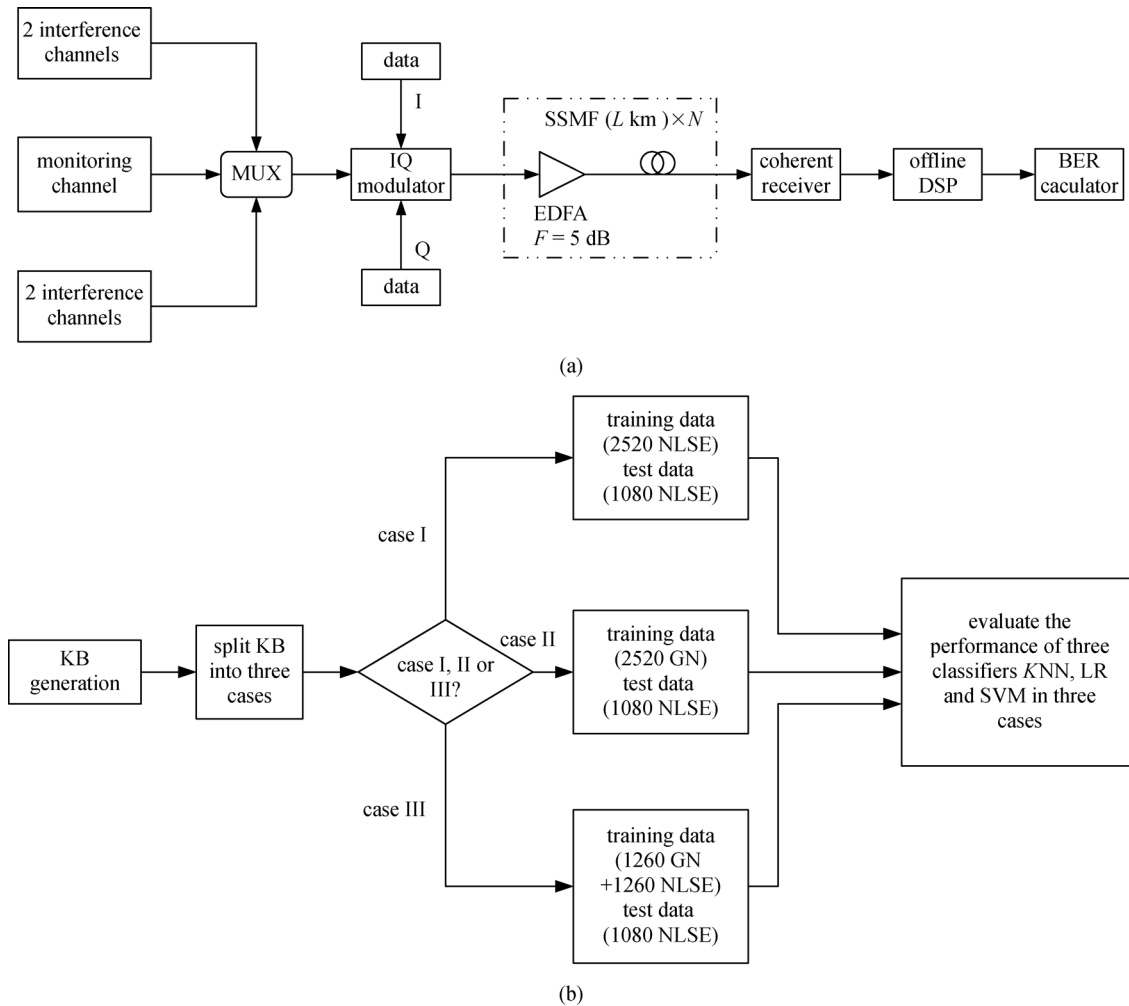 2 interference
channels
monitoring
channel
2 interference
channels
MUX
data
I
IQ
modulator
Q
data
SSMF (L km )×N
EDFA
F = 5 dB
coherent
receiver
offline
DSP
BER
caculator
(a)
KB
generation
split KB
into three
cases
case I, II or
III?
case I
case II
case III
training data
(2520 NLSE)
test data
(1080 NLSE)
training data
(2520 GN)
test data
(1080 NLSE)
training data
(1260 GN
+1260 NLSE)
test data
(1080 NLSE)
evaluate the
performance of three
classifiers KNN, LR
and SVM in three
cases
(b)